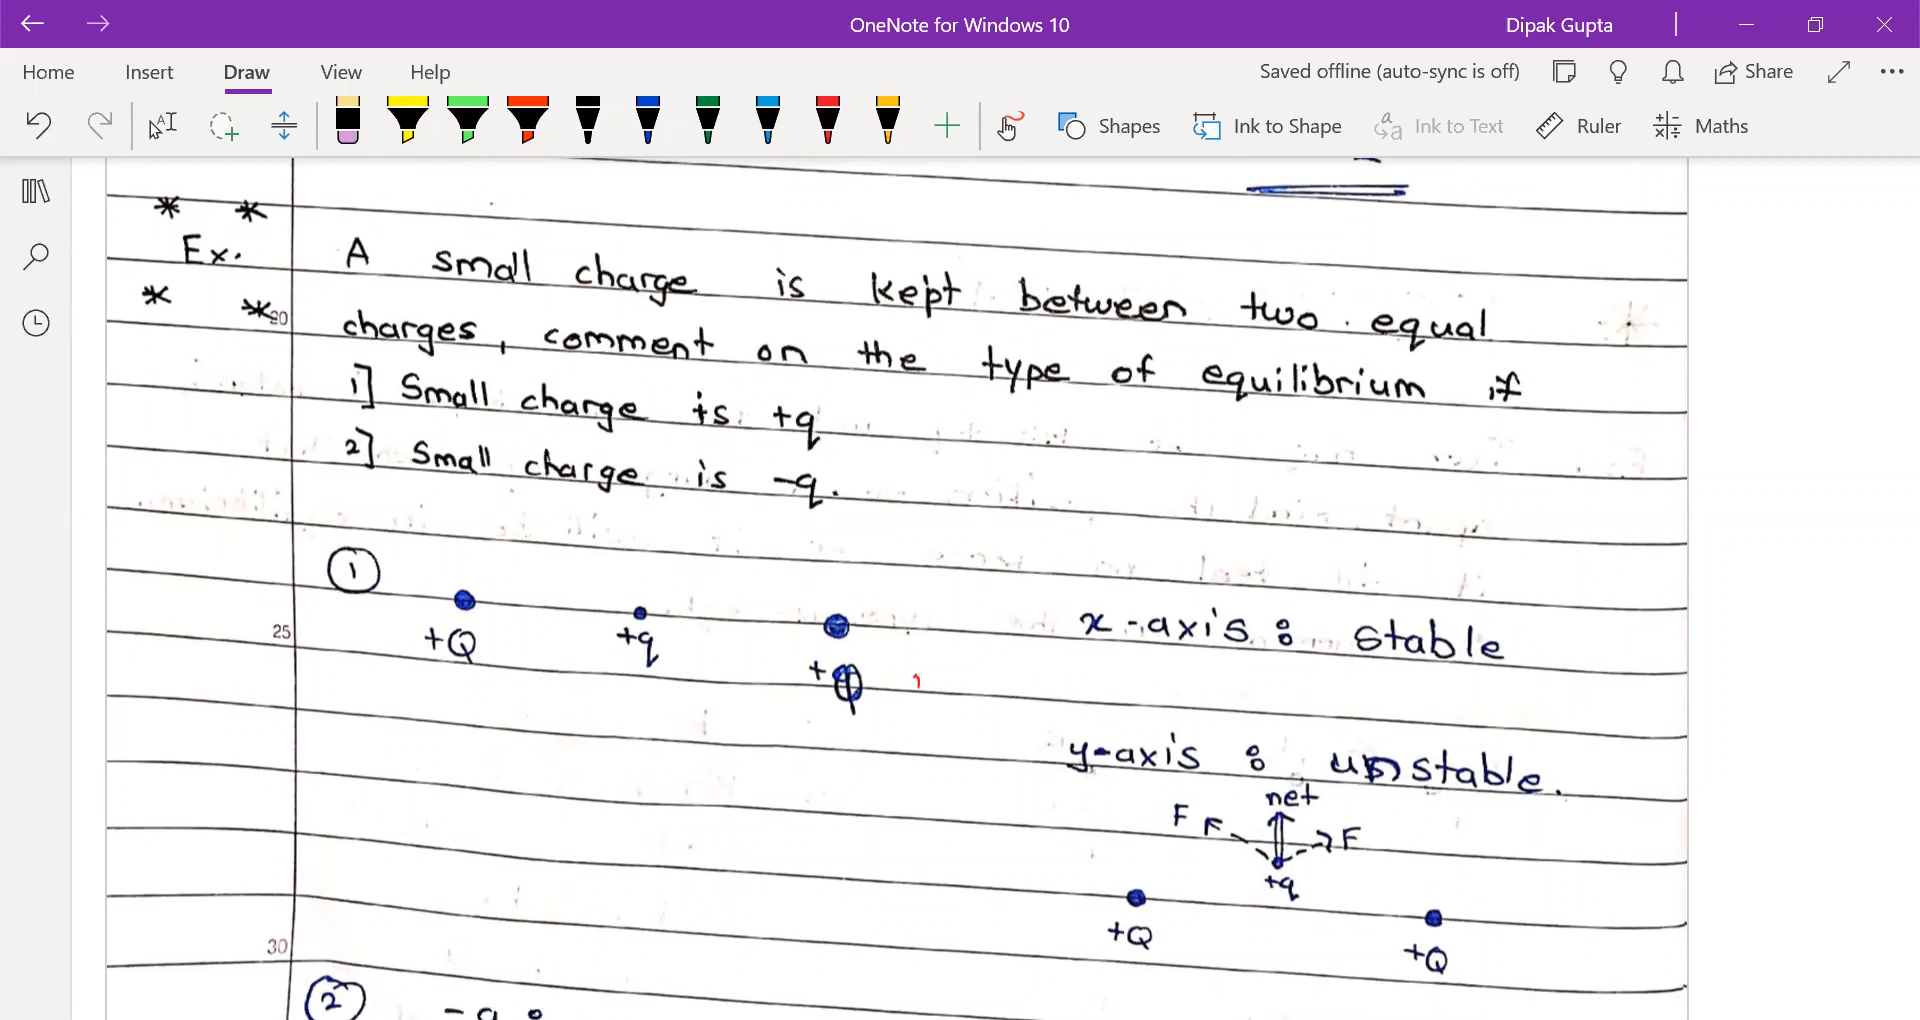 OneNote for Windows 10
Dipak Gupta
Home Insert Draw View Help
Saved offline (auto-sync is off) Share
Shapes Ink to Shape Ink to Text Ruler Maths
* *
Ex. A small charge is kept between two equal
* * 20 charges, comment on the type of equilibrium if
1] Small charge is +q
2] Small charge is -q.
1
+Q +q +Q
25
x-axis : stable
y-axis : unstable.
net
F F
+q
+Q +Q
30
2 -q :